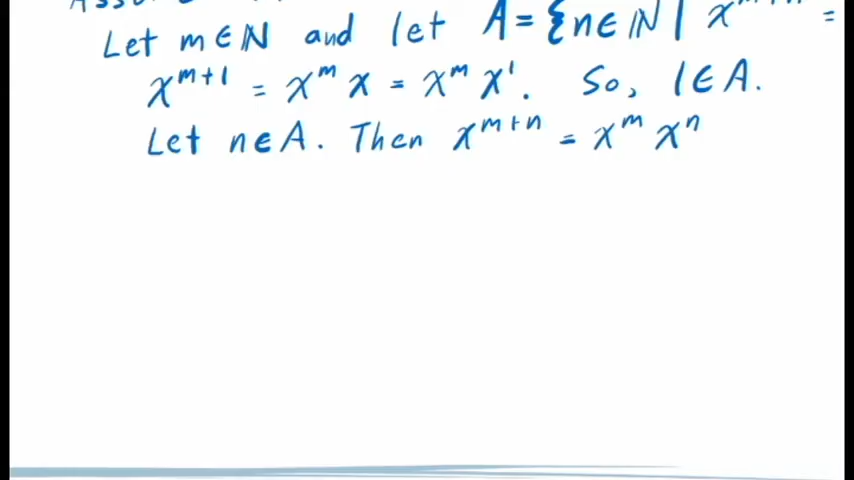 Let m ∈ ℕ and let A = {n ∈ ℕ | x^{m+n} =
x^{m+1} = x^m x = x^m x^1. So, 1 ∈ A.
Let n ∈ A. Then x^{m+n} = x^m x^n